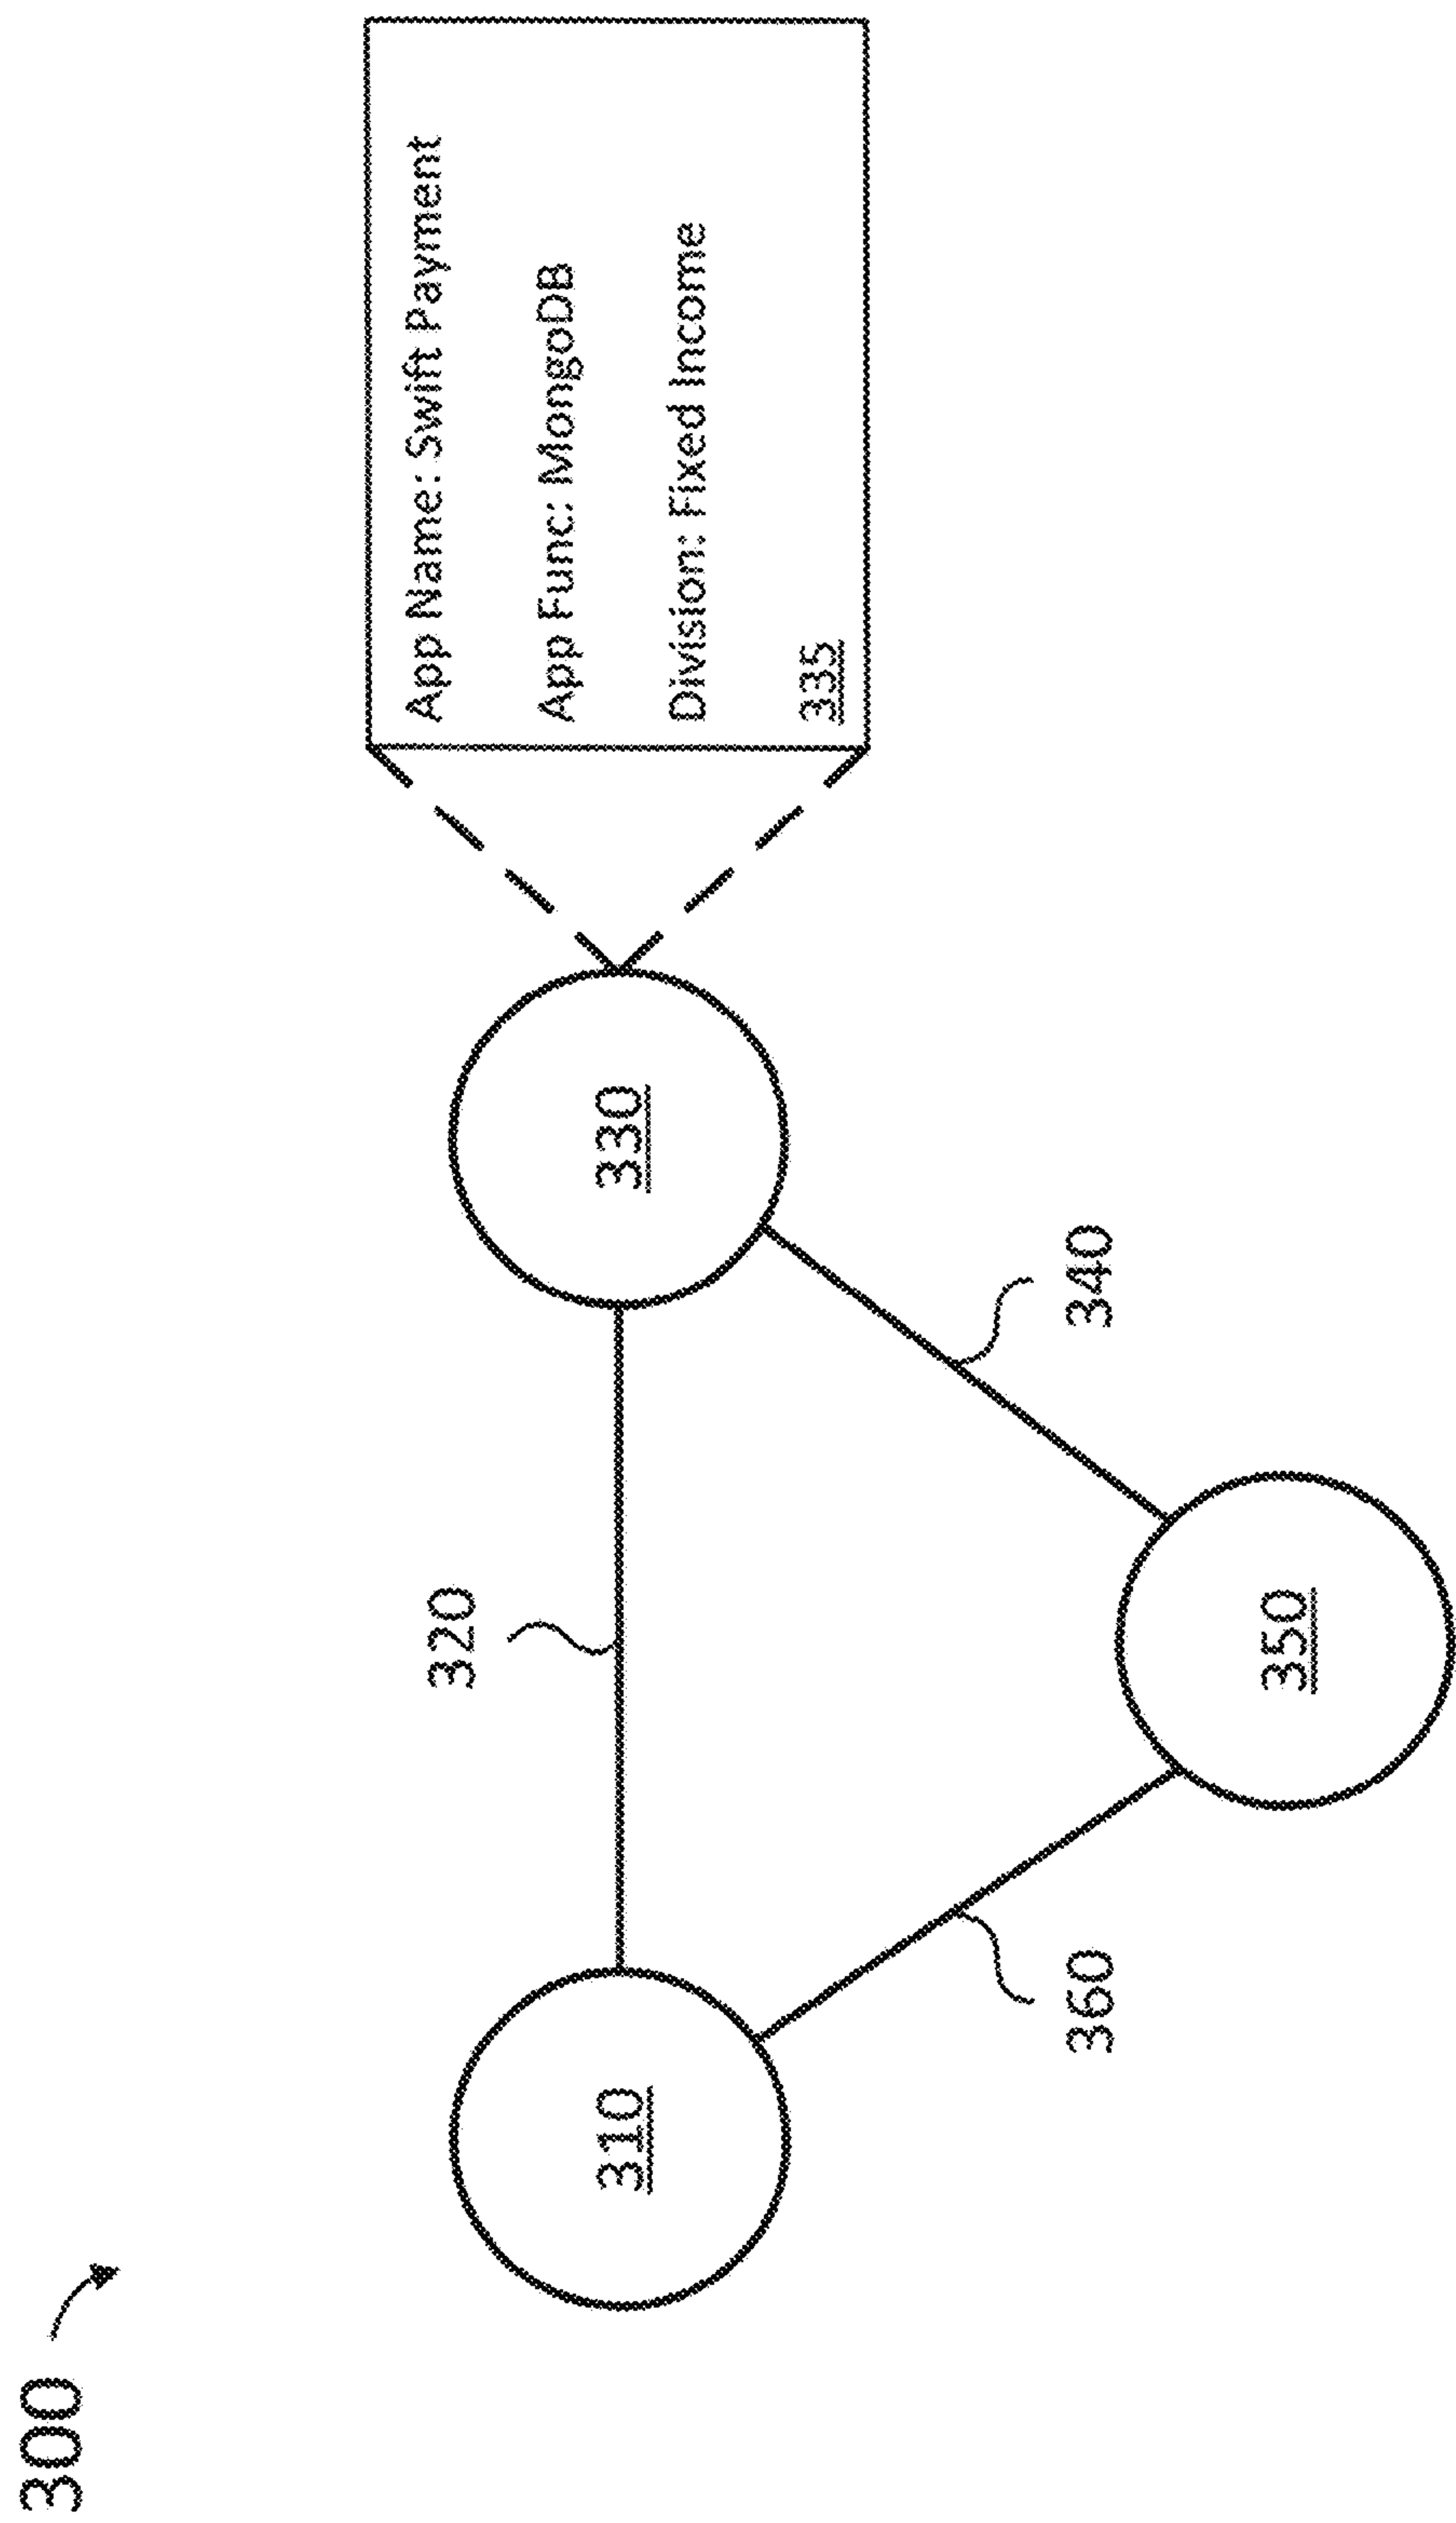 300
310
320
330
App Name: Swift Payment
App Func: MongoDB
Division: Fixed Income
335
360
340
350